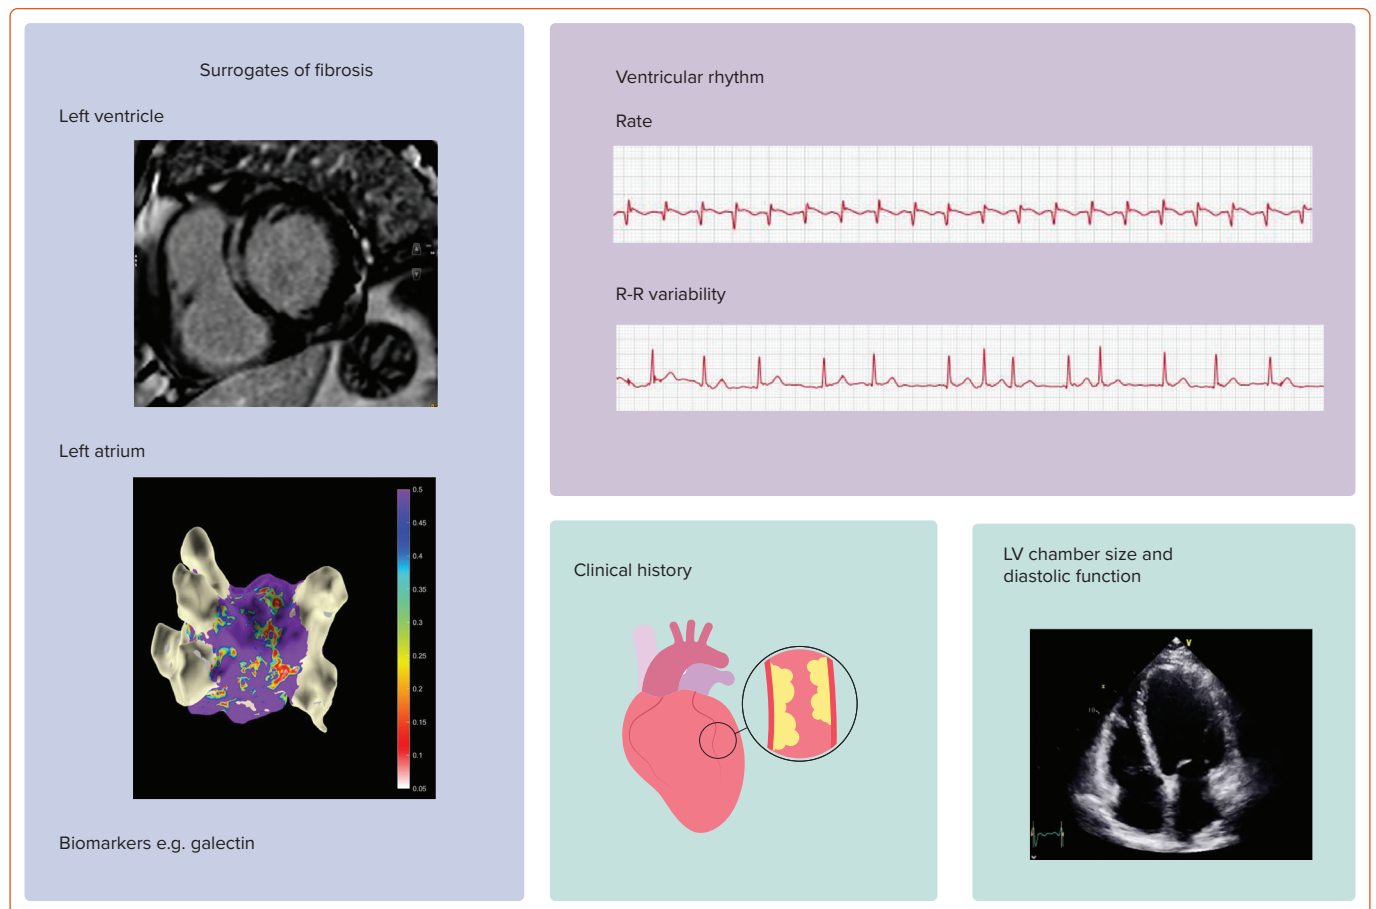 Surrogates of fibrosis
Left ventricle
Left atrium
0.5
0.45
0.4
0.35
0.3
0.25
0.2
0.15
0.1
0.05
Biomarkers e.g. galectin
Ventricular rhythm
Rate
R-R variability
Clinical history
LV chamber size and
diastolic function
V